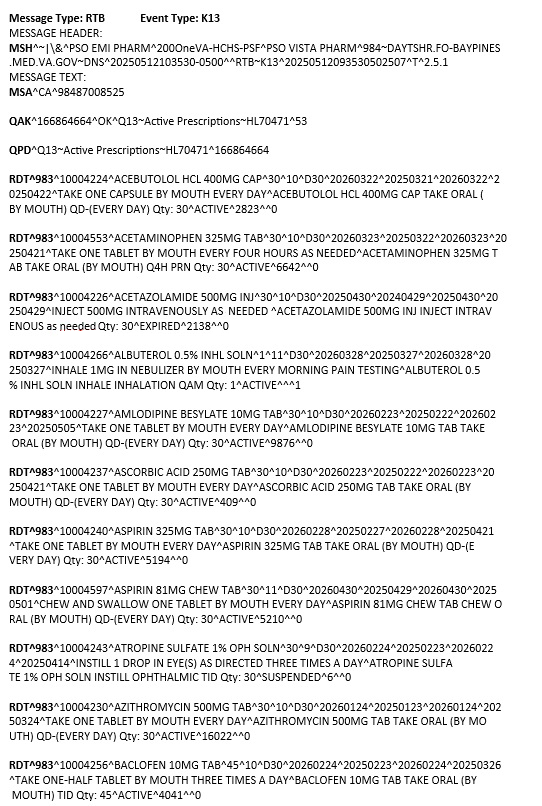 Message Type: RTB Event Type: K13
MESSAGE HEADER:
MSH^~|\&^PSO EMI PHARM^200OneVA-HCHS-PSF^PSO VISTA PHARM^984~DAYTSHR.FO-BAYPINES
.MED.VA.GOV~DNS^20250512103530-0500^^RTB~K13^20250512093530502507^T^2.5.1
MESSAGE TEXT:
MSA^CA^98487008525
QAK^166864664^OK^Q13~Active Prescriptions~HL70471^53
QPD^Q13~Active Prescriptions~HL70471^166864664
RDT^983^10004224^ACEBUTOLOL HCL 400MG CAP^30^10^D30^20260322^20250321^20260322^2
0250422^TAKE ONE CAPSULE BY MOUTH EVERY DAY^ACEBUTOLOL HCL 400MG CAP TAKE ORAL (
BY MOUTH) QD-(EVERY DAY) Qty: 30^ACTIVE^2823^^0
RDT^983^10004553^ACETAMINOPHEN 325MG TAB^30^10^D30^20260323^20250322^20260323^20
250421^TAKE ONE TABLET BY MOUTH EVERY FOUR HOURS AS NEEDED^ACETAMINOPHEN 325MG T
AB TAKE ORAL (BY MOUTH) Q4H PRN Qty: 30^ACTIVE^6642^^0
RDT^983^10004226^ACETAZOLAMIDE 500MG INJ^30^10^D30^20250430^20240429^20250430^20
250429^INJECT 500MG INTRAVENOUSLY AS NEEDED ^ACETAZOLAMIDE 500MG INJ INJECT INTRAV
ENOUS as needed Qty: 30^EXPIRED^2138^^0
RDT^983^10004266^ALBUTEROL 0.5% INHL SOLN^1^11^D30^20260328^20250327^20260328^20
250327^INHALE 1MG IN NEBULIZER BY MOUTH EVERY MORNING PAIN TESTING^ALBUTEROL 0.5
% INHL SOLN INHALE INHALATION QAM Qty: 1^ACTIVE^^^1
RDT^983^10004227^AMLODIPINE BESYLATE 10MG TAB^30^10^D30^20260223^20250222^202602
23^20250505^TAKE ONE TABLET BY MOUTH EVERY DAY^AMLODIPINE BESYLATE 10MG TAB TAKE
ORAL (BY MOUTH) QD-(EVERY DAY) Qty: 30^ACTIVE^9876^^0
RDT^983^10004237^ASCORBIC ACID 250MG TAB^30^10^D30^20260223^20250222^20260223^20
250421^TAKE ONE TABLET BY MOUTH EVERY DAY^ASCORBIC ACID 250MG TAB TAKE ORAL (BY
MOUTH) QD-(EVERY DAY) Qty: 30^ACTIVE^409^^0
RDT^983^10004240^ASPIRIN 325MG TAB^30^10^D30^20260228^20250227^20260228^20250421
^TAKE ONE TABLET BY MOUTH EVERY DAY^ASPIRIN 325MG TAB TAKE ORAL (BY MOUTH) QD-(E
VERY DAY) Qty: 30^ACTIVE^5194^^0
RDT^983^10004597^ASPIRIN 81MG CHEW TAB^30^11^D30^20260430^20250429^20260430^2025
0501^CHEW AND SWALLOW ONE TABLET BY MOUTH EVERY DAY^ASPIRIN 81MG CHEW TAB CHEW O
RAL (BY MOUTH) QD-(EVERY DAY) Qty: 30^ACTIVE^5210^^0
RDT^983^10004243^ATROPINE SULFATE 1% OPH SOLN^30^9^D30^20260224^20250223^2026022
4^20250414^INSTILL 1 DROP IN EYE(S) AS DIRECTED THREE TIMES A DAY^ATROPINE SULFA
TE 1% OPH SOLN INSTILL OPHTHALMIC TID Qty: 30^SUSPENDED^6^^0
RDT^983^10004230^AZITHROMYCIN 500MG TAB^30^10^D30^20260124^20250123^20260124^202
50324^TAKE ONE TABLET BY MOUTH EVERY DAY^AZITHROMYCIN 500MG TAB TAKE ORAL (BY MO
UTH) QD-(EVERY DAY) Qty: 30^ACTIVE^16022^^0
RDT^983^10004256^BACLOFEN 10MG TAB^45^10^D30^20260224^20250223^20260224^20250326
^TAKE ONE-HALF TABLET BY MOUTH THREE TIMES A DAY^BACLOFEN 10MG TAB TAKE ORAL (BY
MOUTH) TID Qty: 45^ACTIVE^4041^^0